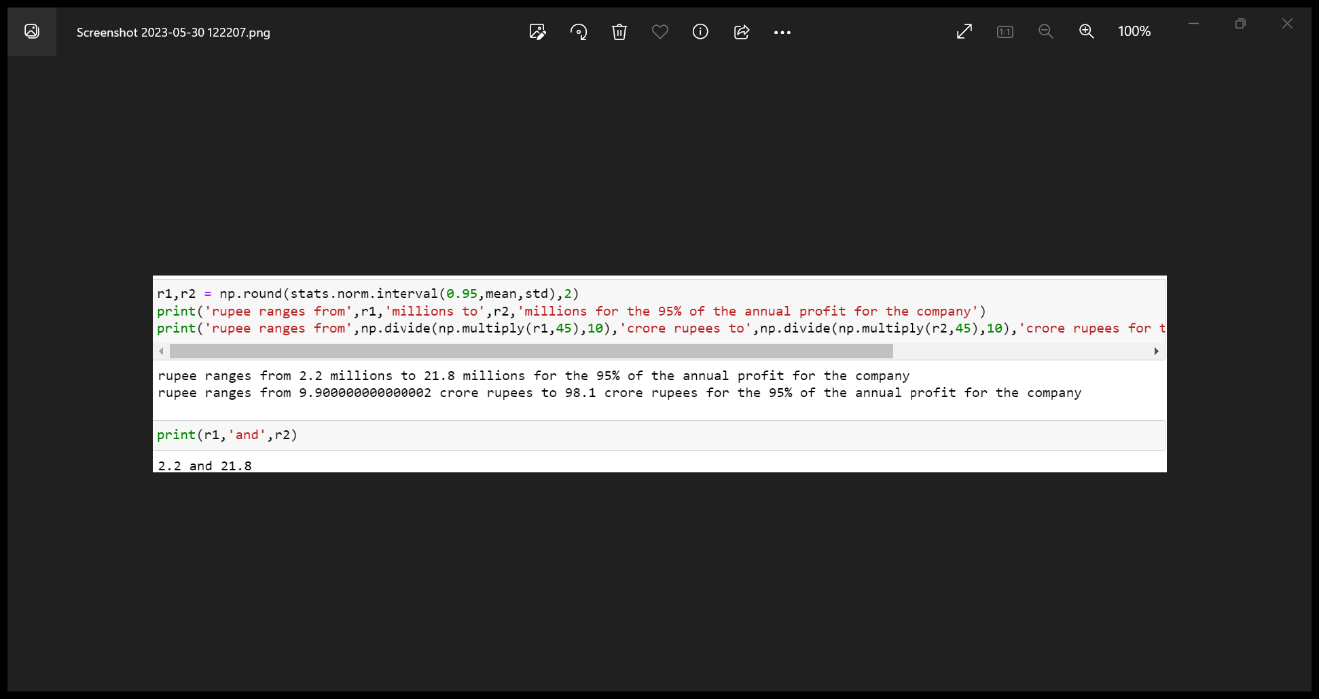 Screenshot 2023-05-30 122207.png
1:1
100%
r1,r2 = np.round(stats.norm.interval(0.95,mean,std),2)
print('rupee ranges from',r1,'millions to',r2,'millions for the 95% of the annual profit for the company')
print('rupee ranges from',np.divide(np.multiply(r1,45),10),'crore rupees to',np.divide(np.multiply(r2,45),10),'crore rupees for t
rupee ranges from 2.2 millions to 21.8 millions for the 95% of the annual profit for the company
rupee ranges from 9.900000000000002 crore rupees to 98.1 crore rupees for the 95% of the annual profit for the company
print(r1,'and',r2)
2.2 and 21.8